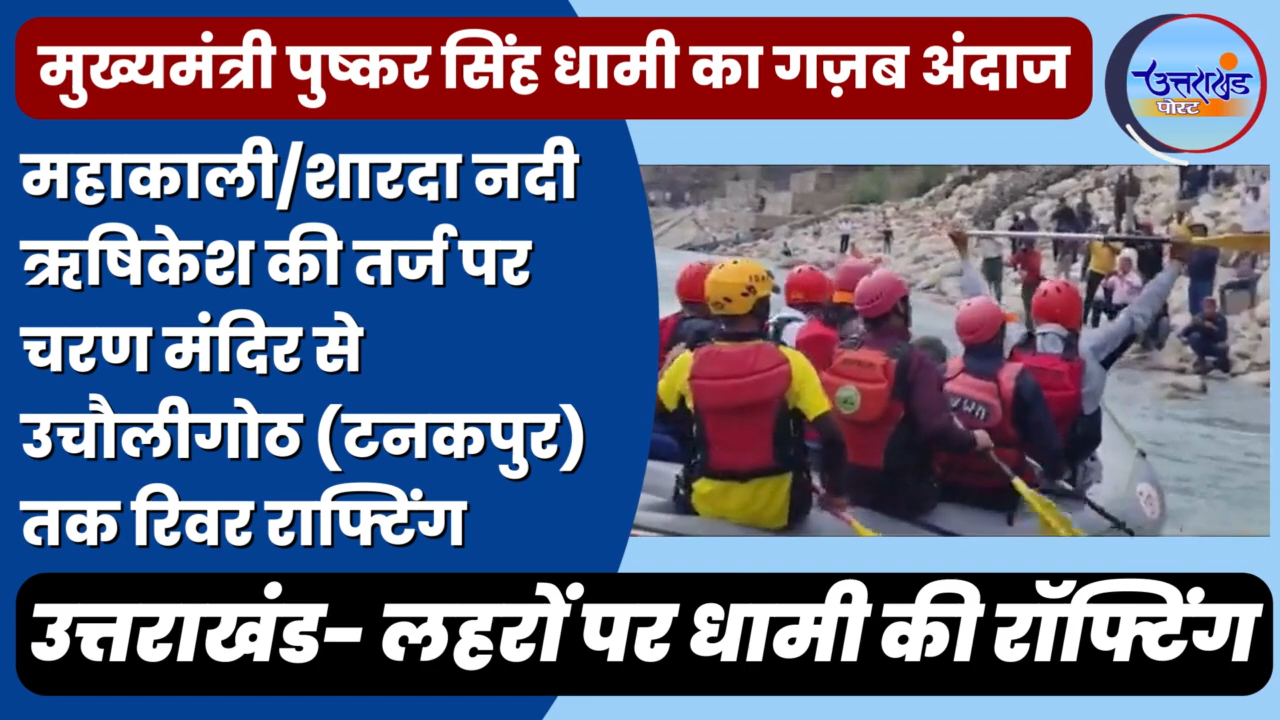 मुख्यमंत्री पुष्कर सिंह धामी का गज़ब अंदाज
उत्तराखंड
पोस्ट
महाकाली/शारदा नदी
ऋषिकेश की तर्ज पर
चरण मंदिर से
उचौलीगोठ (टनकपुर)
तक रिवर राफ्टिंग
उत्तराखंड- लहरों पर धामी की रॉफ्टिंग